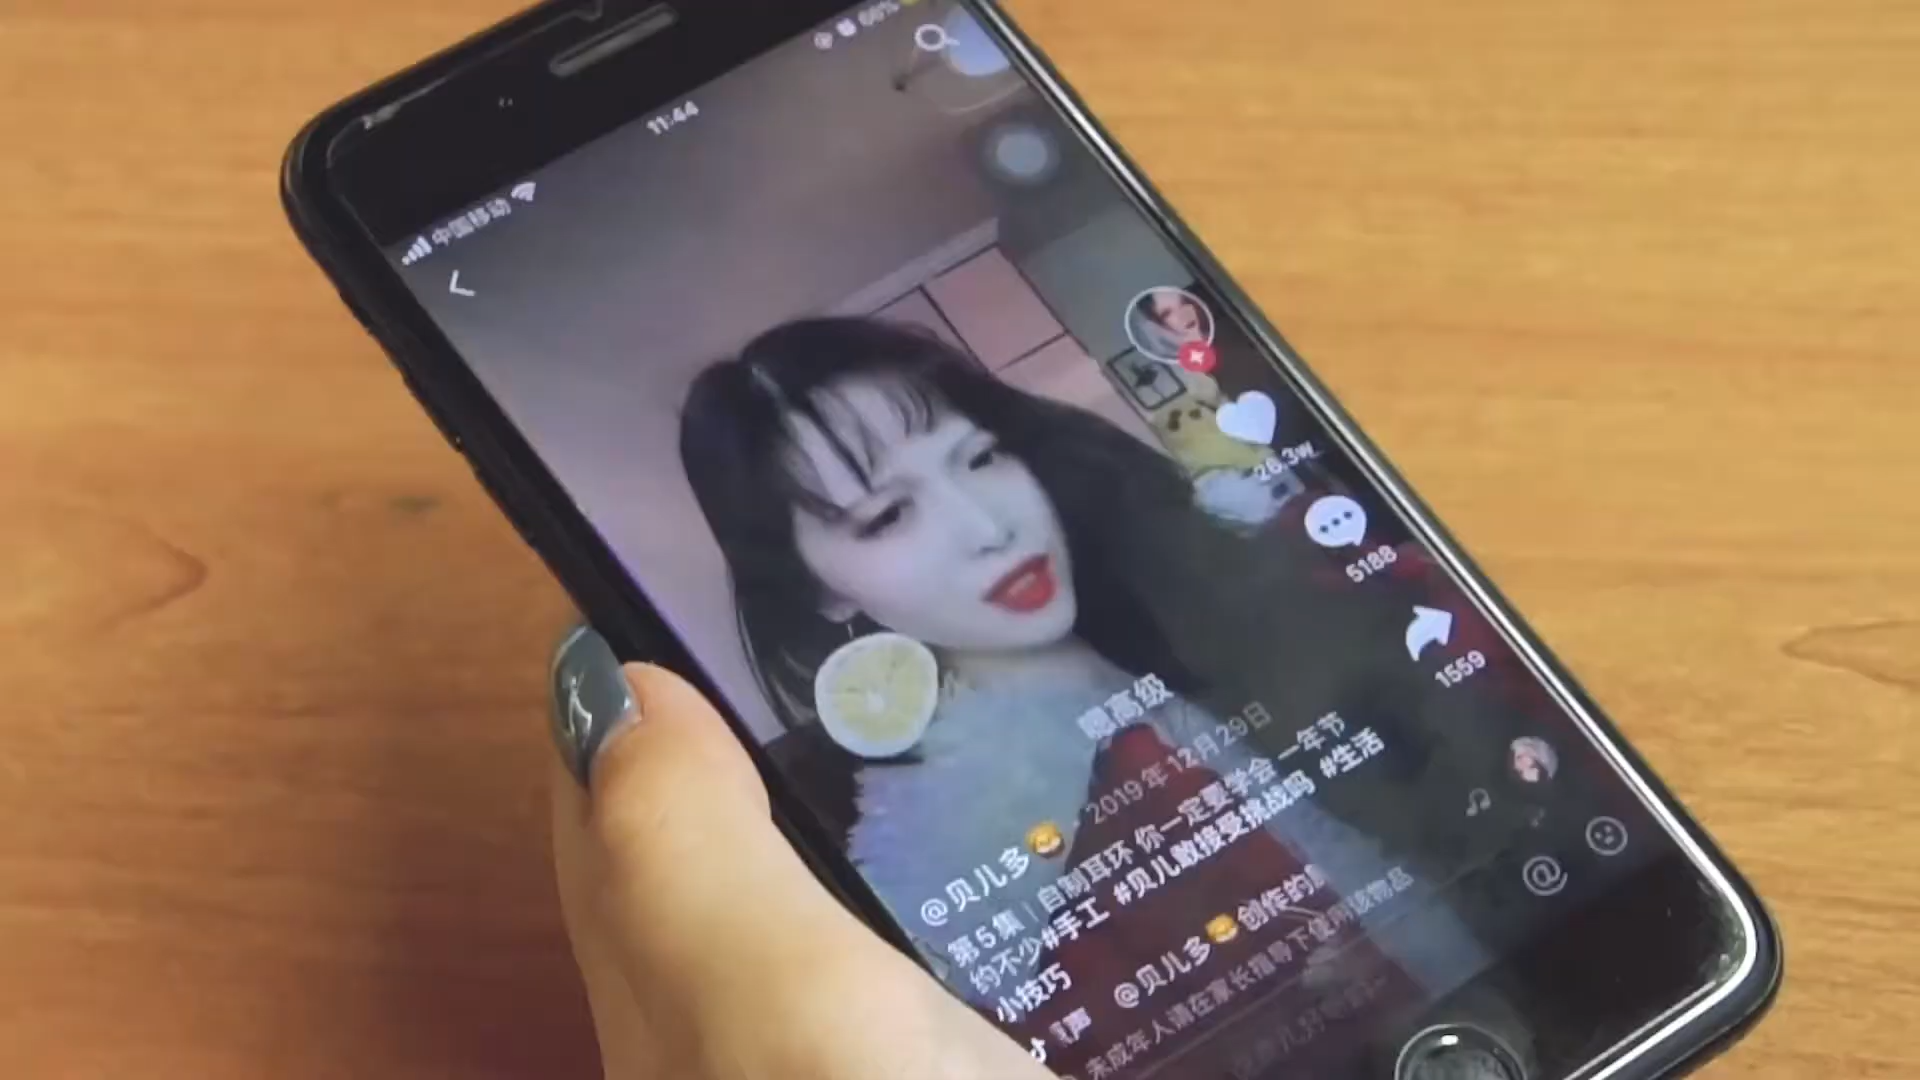 中国移动
11:44
66%
26.3w
5188
1559
嗯高级
@贝儿多 2019年12月29日
第5集 | 自制耳环 你一定要学会 一年节
约不少#手工 #贝儿敢接受挑战吗 #生活
小技巧
@贝儿多 创作的原
未成年人请在家长指导下使用该物品